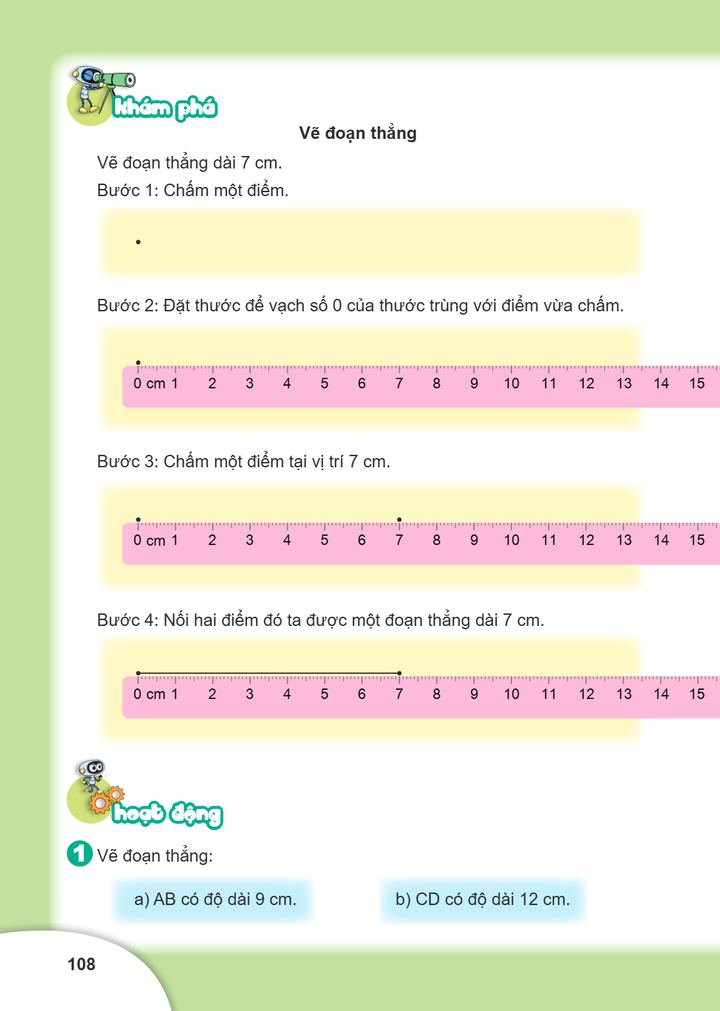 khám phá
Vẽ đoạn thẳng
Vẽ đoạn thẳng dài 7 cm.
Bước 1: Chấm một điểm.
Bước 2: Đặt thước để vạch số 0 của thước trùng với điểm vừa chấm.
0 cm 1 2 3 4 5 6 7 8 9 10 11 12 13 14 15
Bước 3: Chấm một điểm tại vị trí 7 cm.
0 cm 1 2 3 4 5 6 7 8 9 10 11 12 13 14 15
Bước 4: Nối hai điểm đó ta được một đoạn thẳng dài 7 cm.
0 cm 1 2 3 4 5 6 7 8 9 10 11 12 13 14 15
hoạt động
1 Vẽ đoạn thẳng:
a) AB có độ dài 9 cm. b) CD có độ dài 12 cm.
108